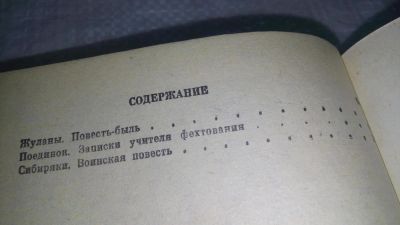 СОДЕРЖАНИЕ
Жуланы. Повесть-быль . . . . . . . . . .
Поединок. Записки учителя фехтования . . . . .
Сибиряки. Воинская повесть . . . . . . . . .